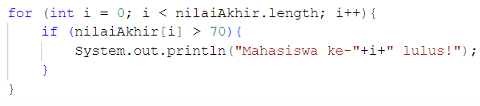 for (int i = 0; i < nilaiAkhir.length; i++){
    if (nilaiAkhir[i] > 70){
        System.out.println("Mahasiswa ke-"+i+" lulus!");
    }
}